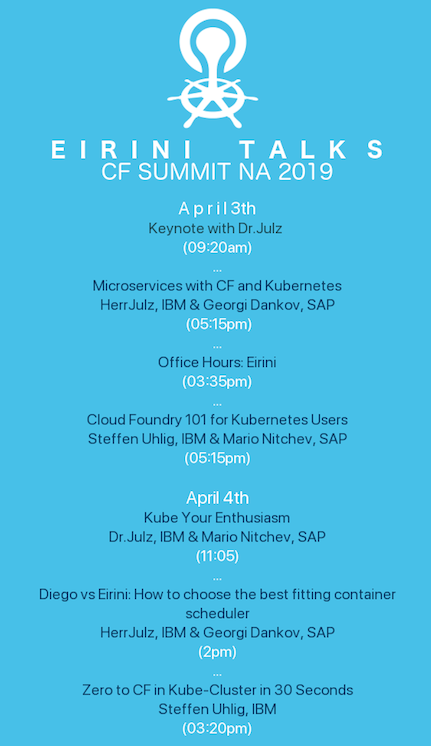 EIRINI TALKS
CF SUMMIT NA 2019
April 3th
Keynote with Dr.Julz
(09:20am)
...
Microservices with CF and Kubernetes
HerrJulz, IBM & Georgi Dankov, SAP
(05:15pm)
...
Office Hours: Eirini
(03:35pm)
...
Cloud Foundry 101 for Kubernetes Users
Steffen Uhlig, IBM & Mario Nitchev, SAP
(05:15pm)
April 4th
Kube Your Enthusiasm
Dr.Julz, IBM & Mario Nitchev, SAP
(11:05)
...
Diego vs Eirini: How to choose the best fitting container
scheduler
HerrJulz, IBM & Georgi Dankov, SAP
(2pm)
...
Zero to CF in Kube-Cluster in 30 Seconds
Steffen Uhlig, IBM
(03:20pm)